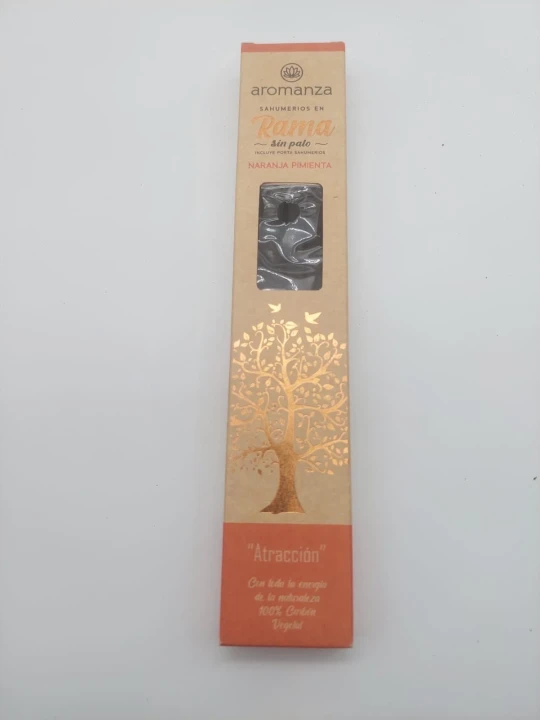 aromanza
SAHUMERIOS EN
Rama
sin palo
INCLUYE PORTA SAHUMERIOS
NARANJA PIMIENTA
"Atracción"
Con toda la energía
de la naturaleza
100% Carbón
Vegetal